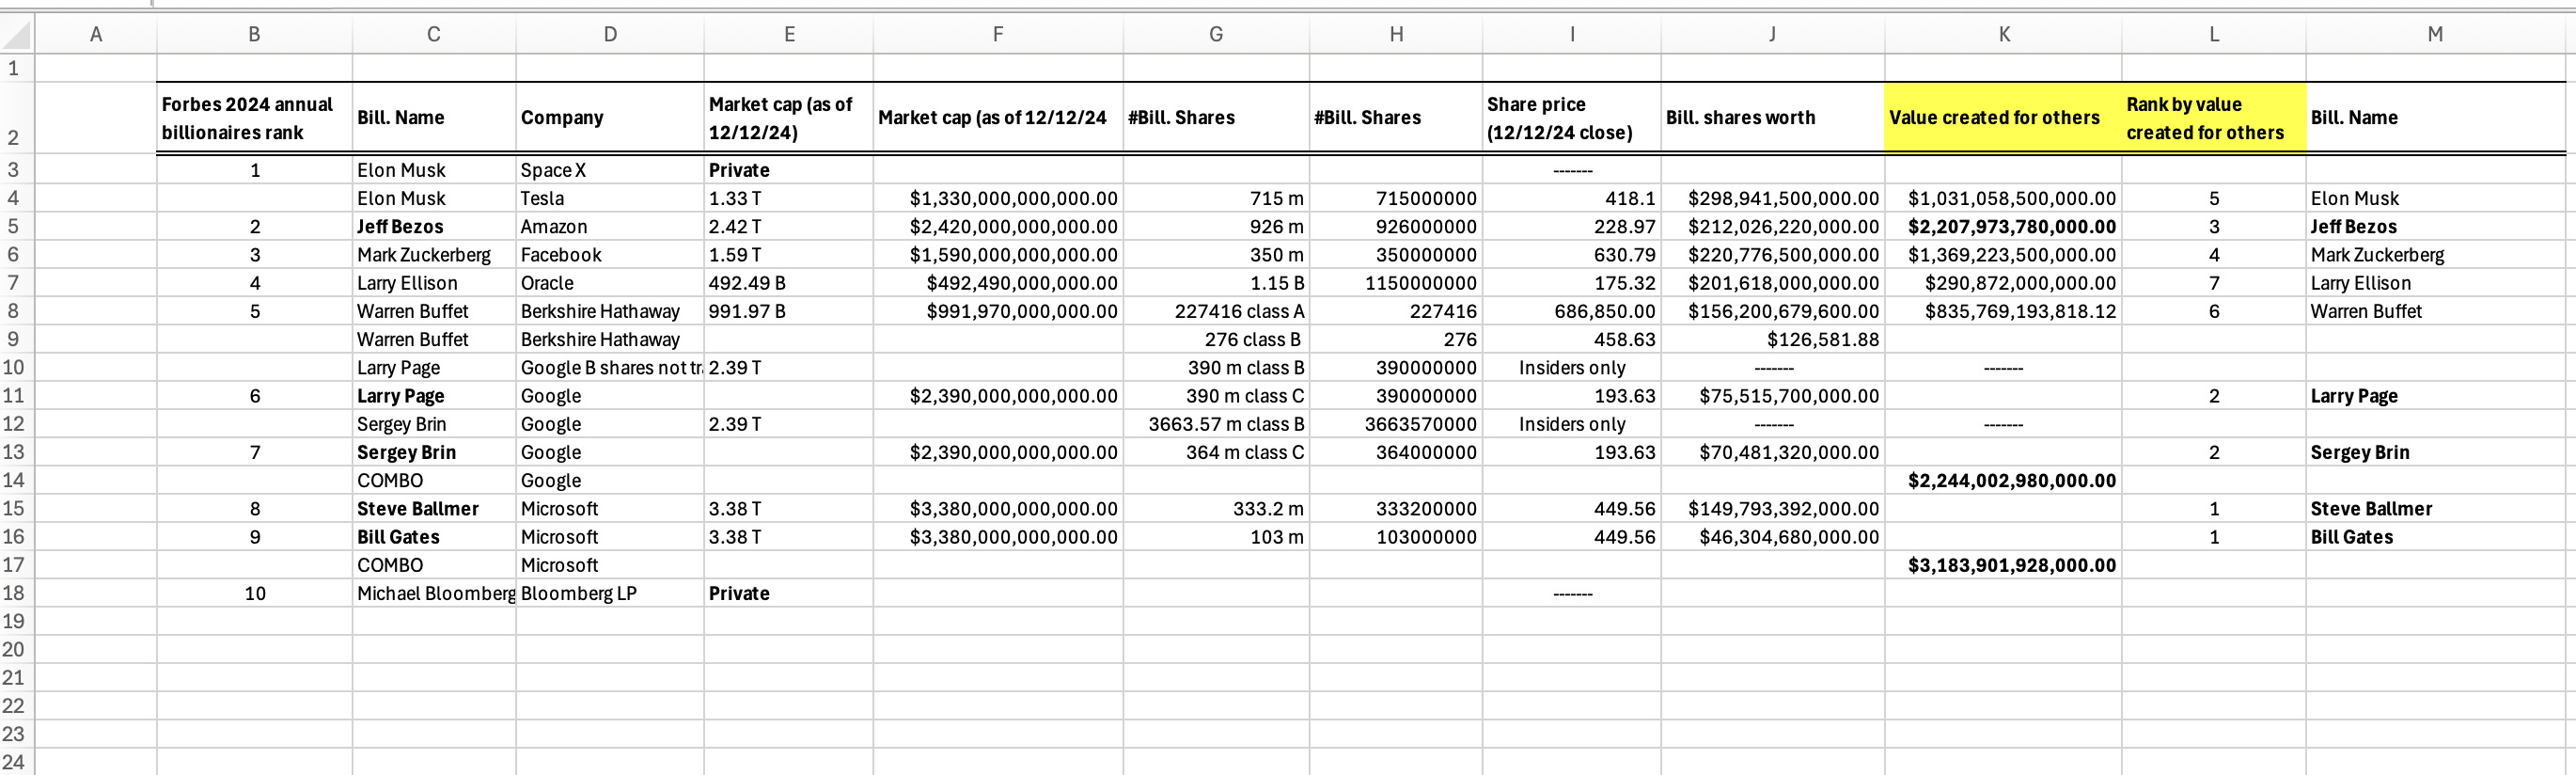 A B C D E F G H I J K L M
1
2 Forbes 2024 annual billionaires rank Bill. Name Company Market cap (as of 12/12/24) Market cap (as of 12/12/24 #Bill. Shares #Bill. Shares Share price (12/12/24 close) Bill. shares worth Value created for others Rank by value created for others Bill. Name
3 1 Elon Musk Space X Private -------
4 Elon Musk Tesla 1.33 T $1,330,000,000,000.00 715 m 715000000 418.1 $298,941,500,000.00 $1,031,058,500,000.00 5 Elon Musk
5 2 Jeff Bezos Amazon 2.42 T $2,420,000,000,000.00 926 m 926000000 228.97 $212,026,220,000.00 $2,207,973,780,000.00 3 Jeff Bezos
6 3 Mark Zuckerberg Facebook 1.59 T $1,590,000,000,000.00 350 m 350000000 630.79 $220,776,500,000.00 $1,369,223,500,000.00 4 Mark Zuckerberg
7 4 Larry Ellison Oracle 492.49 B $492,490,000,000.00 1.15 B 1150000000 175.32 $201,618,000,000.00 $290,872,000,000.00 7 Larry Ellison
8 5 Warren Buffet Berkshire Hathaway 991.97 B $991,970,000,000.00 227416 class A 227416 686,850.00 $156,200,679,600.00 $835,769,193,818.12 6 Warren Buffet
9 Warren Buffet Berkshire Hathaway 276 class B 276 458.63 $126,581.88
10 Larry Page Google B shares not tr 2.39 T 390 m class B 390000000 Insiders only ------- -------
11 6 Larry Page Google $2,390,000,000,000.00 390 m class C 390000000 193.63 $75,515,700,000.00 2 Larry Page
12 Sergey Brin Google 2.39 T 3663.57 m class B 3663570000 Insiders only ------- -------
13 7 Sergey Brin Google $2,390,000,000,000.00 364 m class C 364000000 193.63 $70,481,320,000.00 2 Sergey Brin
14 COMBO Google $2,244,002,980,000.00
15 8 Steve Ballmer Microsoft 3.38 T $3,380,000,000,000.00 333.2 m 333200000 449.56 $149,793,392,000.00 1 Steve Ballmer
16 9 Bill Gates Microsoft 3.38 T $3,380,000,000,000.00 103 m 103000000 449.56 $46,304,680,000.00 1 Bill Gates
17 COMBO Microsoft $3,183,901,928,000.00
18 10 Michael Bloomberg Bloomberg LP Private -------
19
20
21
22
23
24